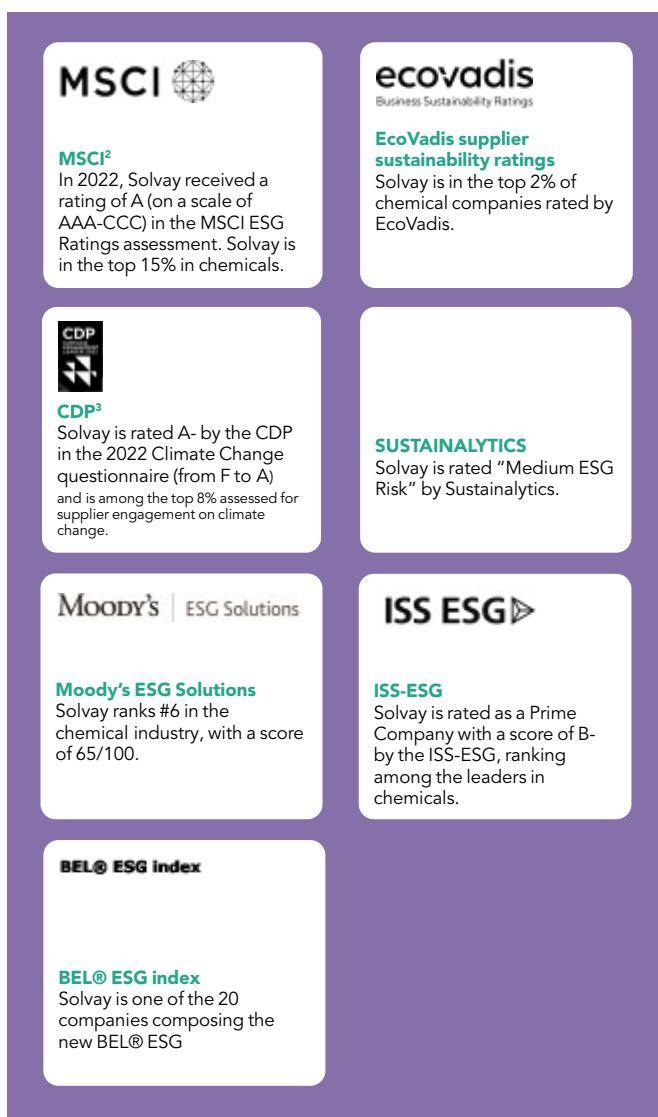 MSCI
MSCI²
In 2022, Solvay received a
rating of A (on a scale of
AAA-CCC) in the MSCI ESG
Ratings assessment. Solvay is
in the top 15% in chemicals.
ecovadis
Business Sustainability Ratings
EcoVadis supplier
sustainability ratings
Solvay is in the top 2% of
chemical companies rated by
EcoVadis.
CDP
CDP³
Solvay is rated A- by the CDP
in the 2022 Climate Change
questionnaire (from F to A)
and is among the top 8% assessed for
supplier engagement on climate
change.
SUSTAINALYTICS
Solvay is rated “Medium ESG
Risk” by Sustainalytics.
MOODY'S | ESG Solutions
Moody’s ESG Solutions
Solvay ranks #6 in the
chemical industry, with a score
of 65/100.
ISS ESG
ISS-ESG
Solvay is rated as a Prime
Company with a score of B-
by the ISS-ESG, ranking
among the leaders in
chemicals.
BEL® ESG index
BEL® ESG index
Solvay is one of the 20
companies composing the
new BEL® ESG